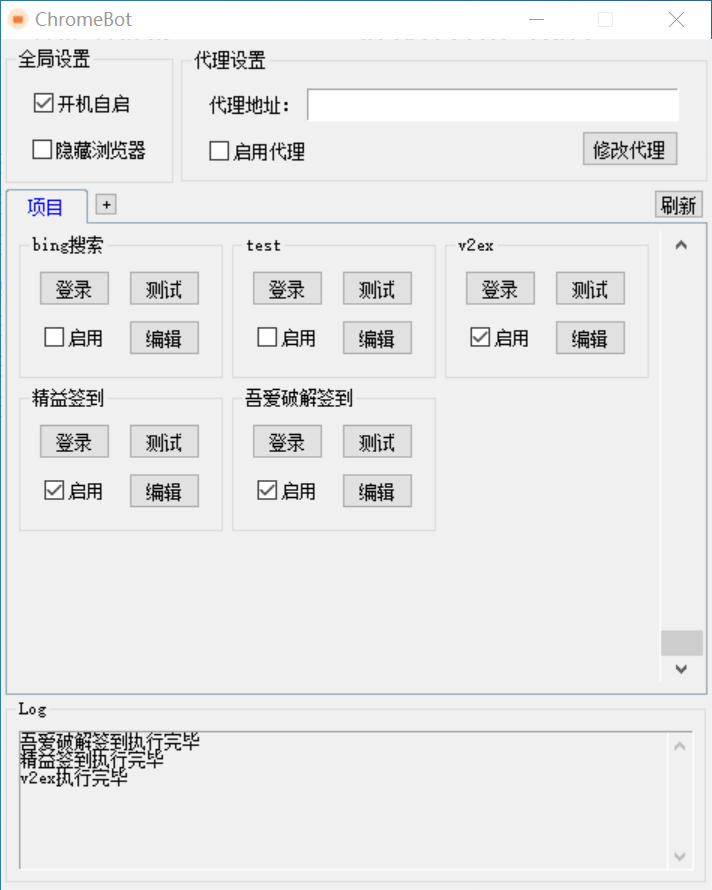 ChromeBot
全局设置
代理设置
开机自启
代理地址：
隐藏浏览器
启用代理
修改代理
项目
+
刷新
bing搜索
test
v2ex
登录 测试
登录 测试
登录 测试
启用 编辑
启用 编辑
启用 编辑
精益签到
吾爱破解签到
登录 测试
登录 测试
启用 编辑
启用 编辑
Log
吾爱破解签到执行完毕
精益签到执行完毕
v2ex执行完毕